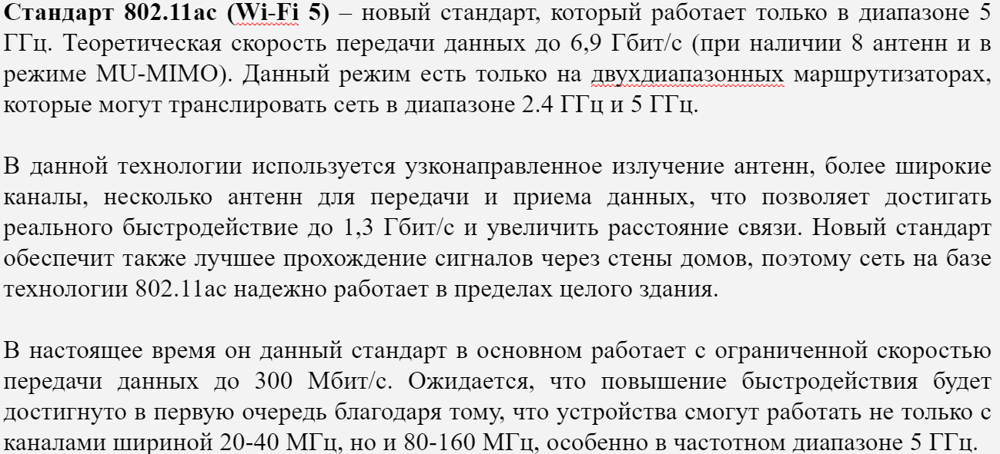 Стандарт 802.11ac (Wi-Fi 5) – новый стандарт, который работает только в диапазоне 5
ГГц. Теоретическая скорость передачи данных до 6,9 Гбит/с (при наличии 8 антенн и в
режиме MU-MIMO). Данный режим есть только на двухдиапазонных маршрутизаторах,
которые могут транслировать сеть в диапазоне 2.4 ГГц и 5 ГГц.
В данной технологии используется узконаправленное излучение антенн, более широкие
каналы, несколько антенн для передачи и приема данных, что позволяет достигать
реального быстродействие до 1,3 Гбит/с и увеличить расстояние связи. Новый стандарт
обеспечит также лучшее прохождение сигналов через стены домов, поэтому сеть на базе
технологии 802.11ac надежно работает в пределах целого здания.
В настоящее время он данный стандарт в основном работает с ограниченной скоростью
передачи данных до 300 Мбит/с. Ожидается, что повышение быстродействия будет
достигнуто в первую очередь благодаря тому, что устройства смогут работать не только с
каналами шириной 20-40 МГц, но и 80-160 МГц, особенно в частотном диапазоне 5 ГГц.